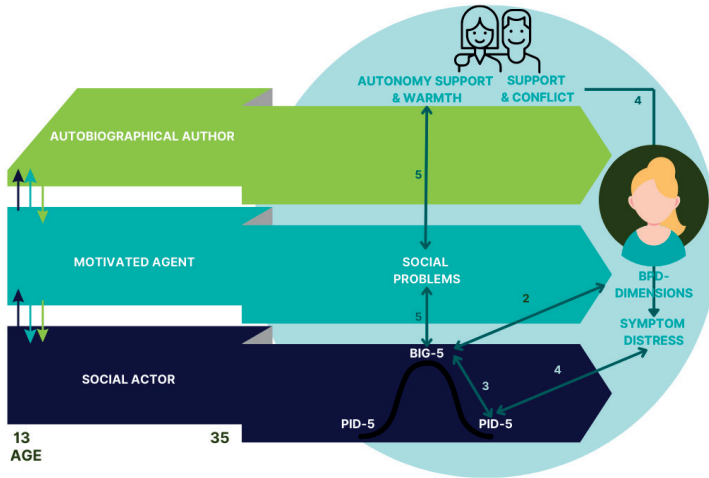 AUTONOMY SUPPORT
& WARMTH
SUPPORT
& CONFLICT
4
AUTOBIOGRAPHICAL AUTHOR
5
MOTIVATED AGENT
SOCIAL
PROBLEMS
2
BPD-
DIMENSIONS
5
SYMPTOM
DISTRESS
BIG-5
4
SOCIAL ACTOR
3
PID-5
PID-5
13
35
AGE